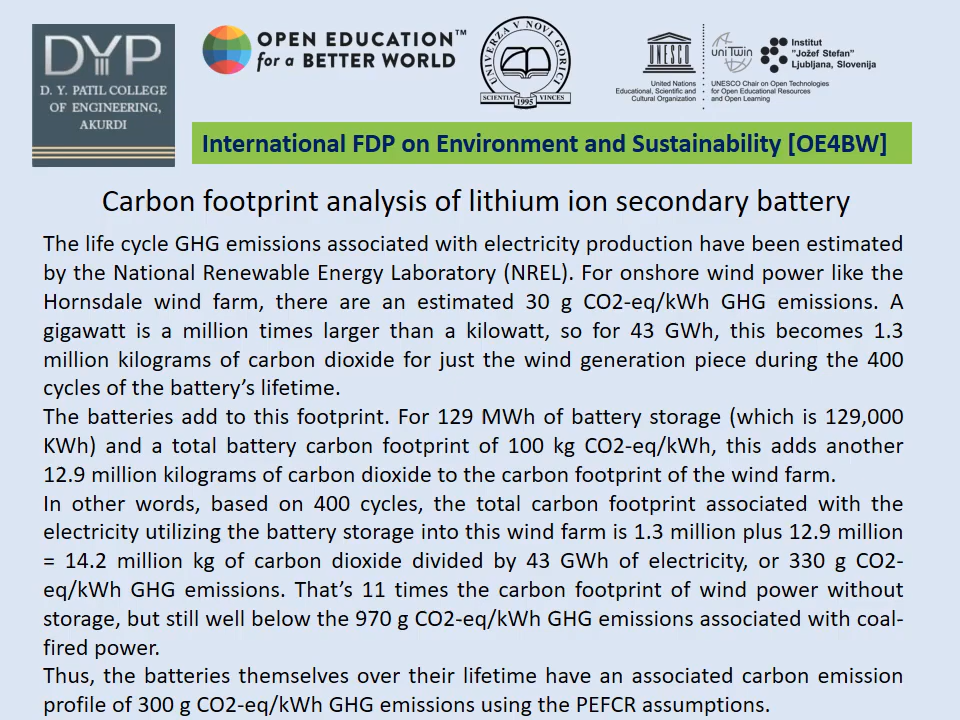 DYP
D. Y. PATIL COLLEGE
OF ENGINEERING,
AKURDI
OPEN EDUCATION™
for a BETTER WORLD
UNIVERZA V NOVI GORICI
SCIENTIA VINCES
1995
UNESCO
United Nations
Educational, Scientific and
Cultural Organization
uniTwin
Institut
"Jožef Stefan"
Ljubljana, Slovenija
UNESCO Chair on Open Technologies
for Open Educational Resources
and Open Learning
International FDP on Environment and Sustainability [OE4BW]
Carbon footprint analysis of lithium ion secondary battery
The life cycle GHG emissions associated with electricity production have been estimated
by the National Renewable Energy Laboratory (NREL). For onshore wind power like the
Hornsdale wind farm, there are an estimated 30 g CO2-eq/kWh GHG emissions. A
gigawatt is a million times larger than a kilowatt, so for 43 GWh, this becomes 1.3
million kilograms of carbon dioxide for just the wind generation piece during the 400
cycles of the battery's lifetime.
The batteries add to this footprint. For 129 MWh of battery storage (which is 129,000
KWh) and a total battery carbon footprint of 100 kg CO2-eq/kWh, this adds another
12.9 million kilograms of carbon dioxide to the carbon footprint of the wind farm.
In other words, based on 400 cycles, the total carbon footprint associated with the
electricity utilizing the battery storage into this wind farm is 1.3 million plus 12.9 million
= 14.2 million kg of carbon dioxide divided by 43 GWh of electricity, or 330 g CO2-
eq/kWh GHG emissions. That's 11 times the carbon footprint of wind power without
storage, but still well below the 970 g CO2-eq/kWh GHG emissions associated with coal-
fired power.
Thus, the batteries themselves over their lifetime have an associated carbon emission
profile of 300 g CO2-eq/kWh GHG emissions using the PEFCR assumptions.